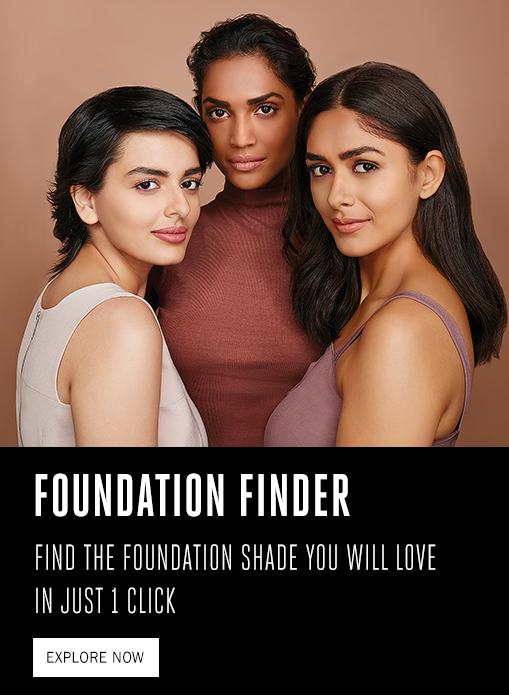 FOUNDATION FINDER
FIND THE FOUNDATION SHADE YOU WILL LOVE
IN JUST 1 CLICK
EXPLORE NOW